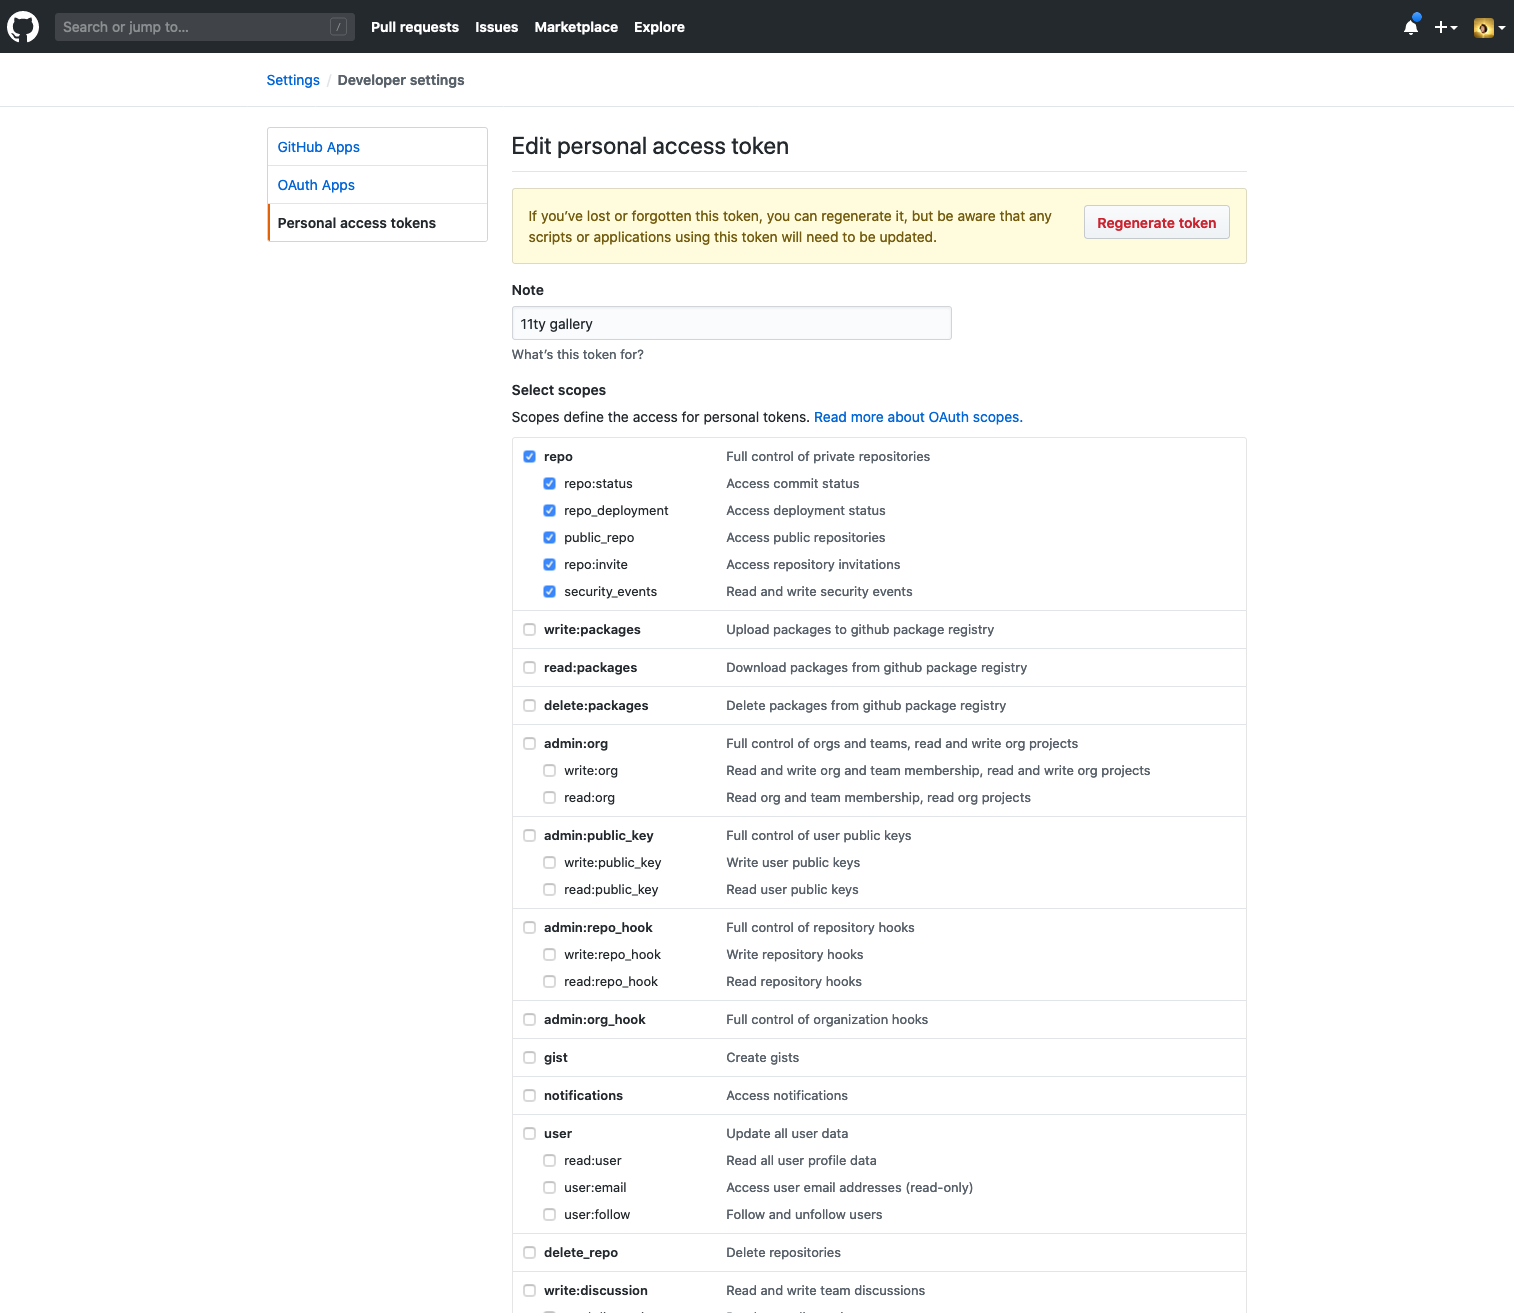 Search or jump to... /
Pull requests Issues Marketplace Explore
Settings / Developer settings
GitHub Apps
OAuth Apps
Personal access tokens
Edit personal access token
If you’ve lost or forgotten this token, you can regenerate it, but be aware that any
scripts or applications using this token will need to be updated.
Regenerate token
Note
11ty gallery
What’s this token for?
Select scopes
Scopes define the access for personal tokens. Read more about OAuth scopes.
repo Full control of private repositories
repo:status Access commit status
repo_deployment Access deployment status
public_repo Access public repositories
repo:invite Access repository invitations
security_events Read and write security events
write:packages Upload packages to github package registry
read:packages Download packages from github package registry
delete:packages Delete packages from github package registry
admin:org Full control of orgs and teams, read and write org projects
write:org Read and write org and team membership, read and write org projects
read:org Read org and team membership, read org projects
admin:public_key Full control of user public keys
write:public_key Write user public keys
read:public_key Read user public keys
admin:repo_hook Full control of repository hooks
write:repo_hook Write repository hooks
read:repo_hook Read repository hooks
admin:org_hook Full control of organization hooks
gist Create gists
notifications Access notifications
user Update all user data
read:user Read all user profile data
user:email Access user email addresses (read-only)
user:follow Follow and unfollow users
delete_repo Delete repositories
write:discussion Read and write team discussions